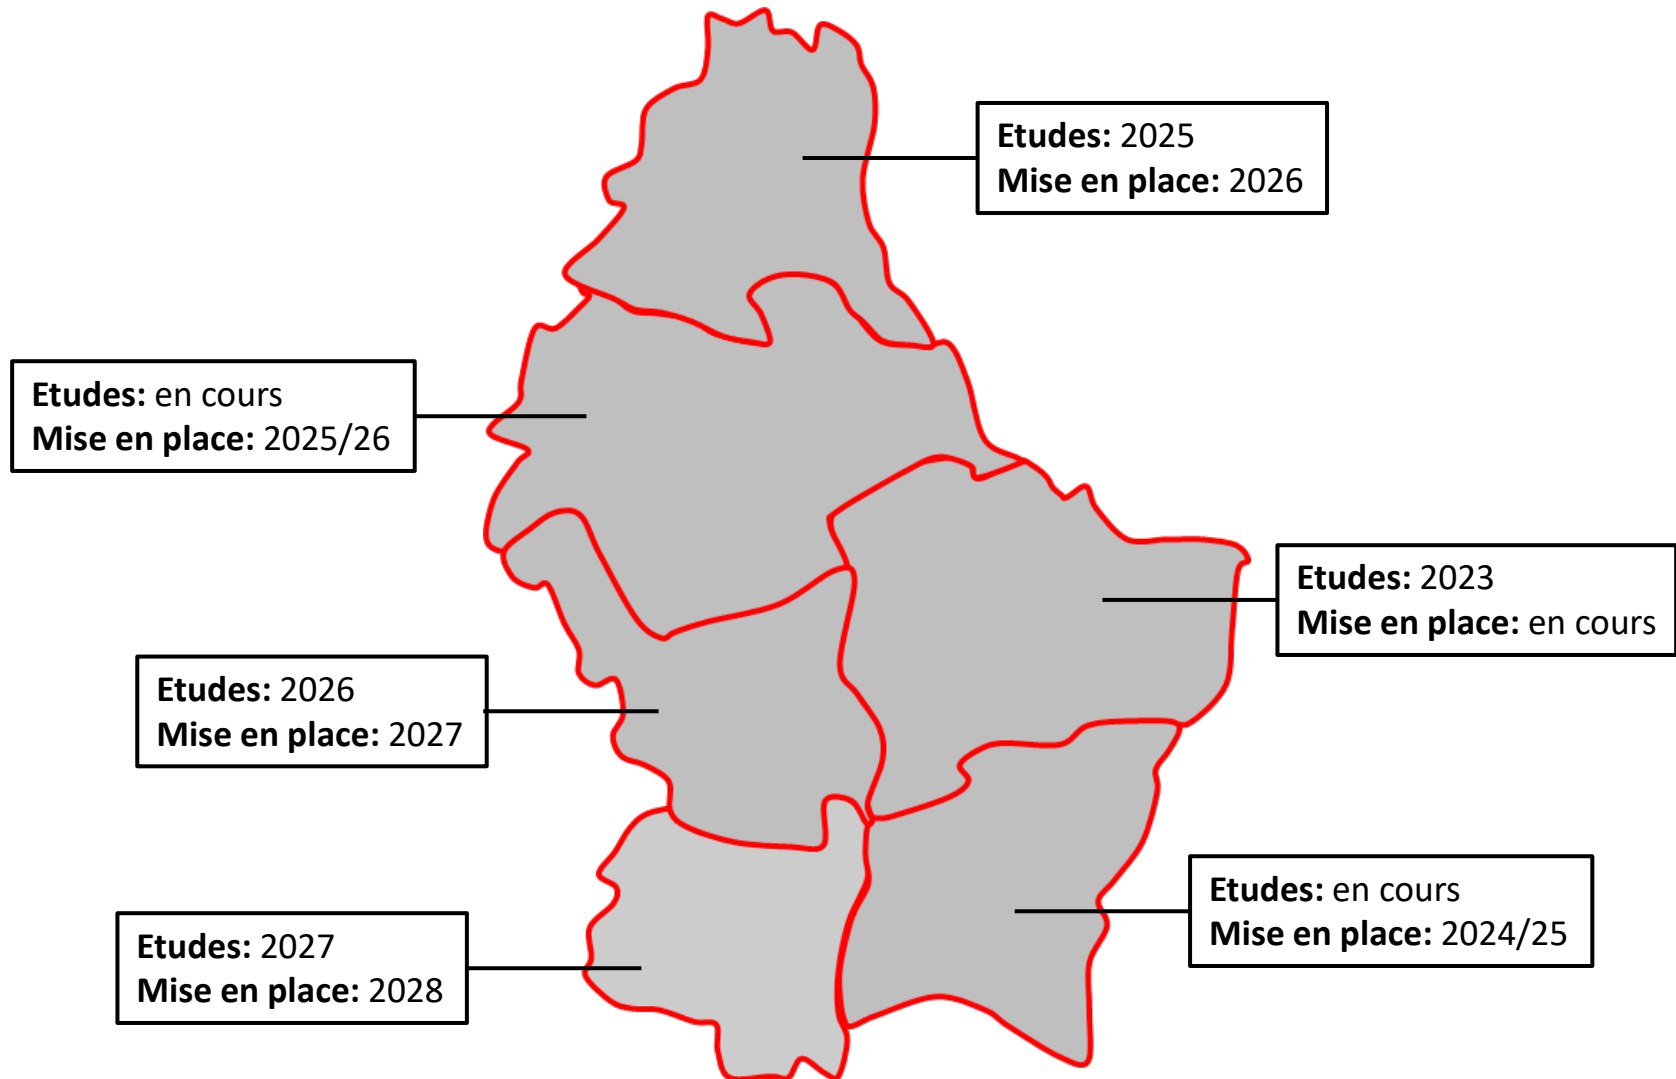 Etudes: 2025
Mise en place: 2026
Etudes: en cours
Mise en place: 2025/26
Etudes: 2023
Mise en place: en cours
Etudes: 2026
Mise en place: 2027
Etudes: en cours
Mise en place: 2024/25
Etudes: 2027
Mise en place: 2028